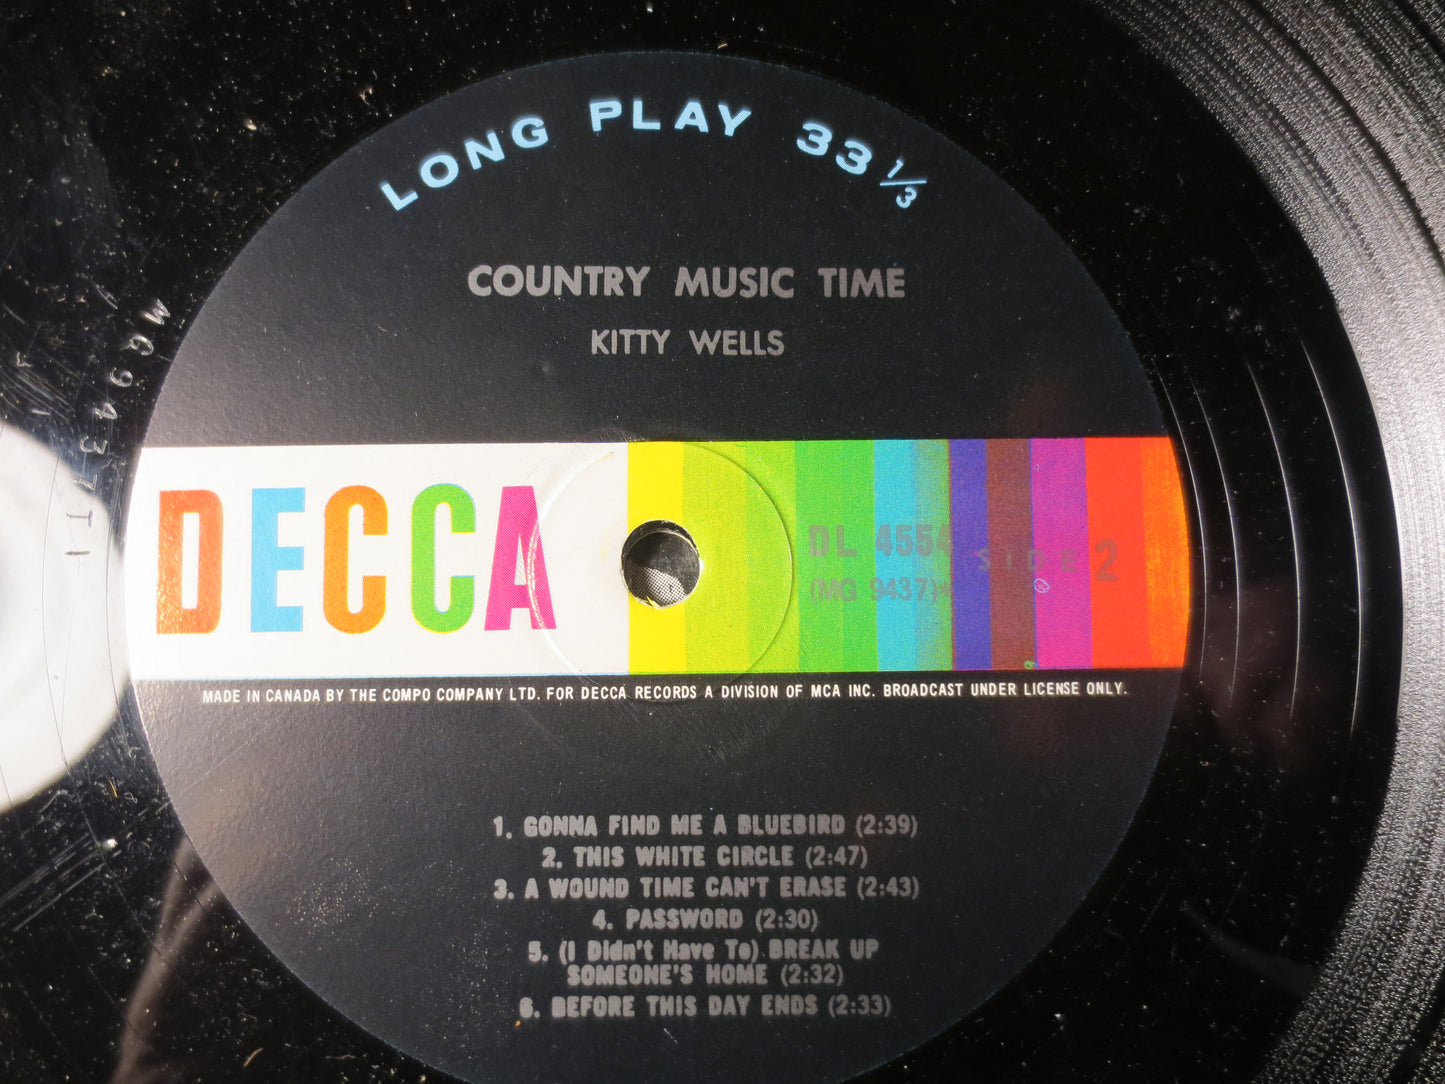 LONG PLAY 33 1/3
COUNTRY MUSIC TIME
KITTY WELLS
DECCA
DL 4554
SIDE 2
(MG 9437)
MADE IN CANADA BY THE COMPO COMPANY LTD. FOR DECCA RECORDS A DIVISION OF MCA INC. BROADCAST UNDER LICENSE ONLY.
1. GONNA FIND ME A BLUEBIRD (2:39)
2. THIS WHITE CIRCLE (2:47)
3. A WOUND TIME CAN'T ERASE (2:43)
4. PASSWORD (2:30)
5. (I Didn't Have To) BREAK UP
SOMEONE'S HOME (2:32)
6. BEFORE THIS DAY ENDS (2:33)